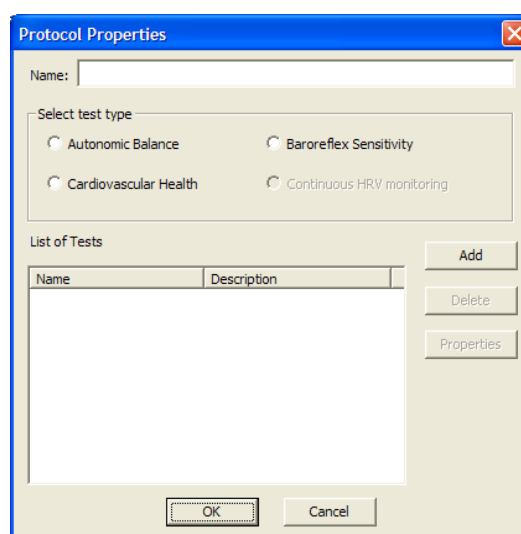 Protocol Properties
Name:
Select test type
Autonomic Balance Baroreflex Sensitivity
Cardiovascular Health Continuous HRV monitoring
List of Tests
Add
Name Description
Delete
Properties
OK Cancel